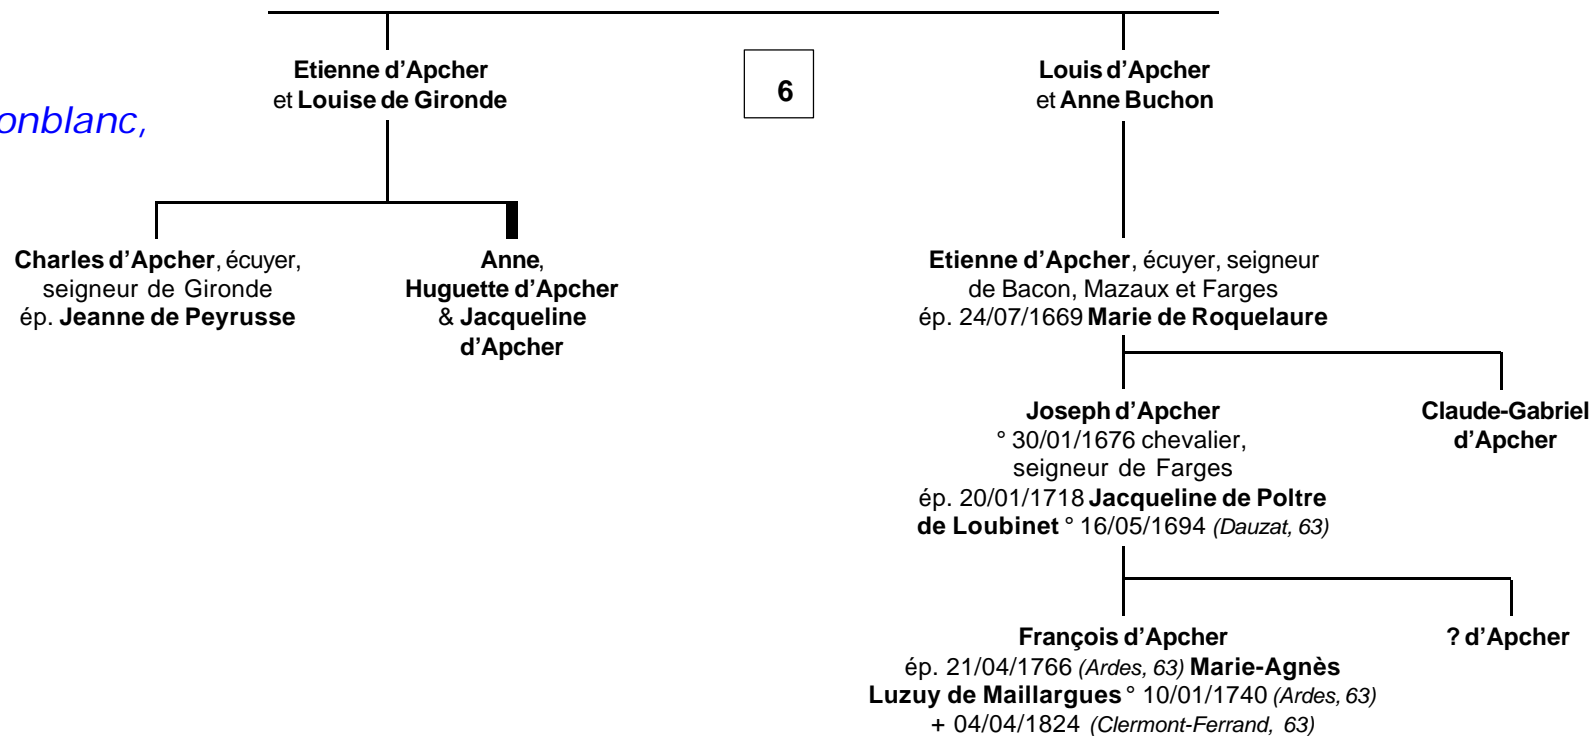 Etienne d’Apcher
et Louise de Gironde
6
Louis d’Apcher
et Anne Buchon
onblanc,
Charles d’Apcher, écuyer,
seigneur de Gironde
ép. Jeanne de Peyrusse
Anne,
Huguette d’Apcher
& Jacqueline
d’Apcher
Etienne d’Apcher, écuyer, seigneur
de Bacon, Mazaux et Farges
ép. 24/07/1669 Marie de Roquelaure
Joseph d’Apcher
° 30/01/1676 chevalier,
seigneur de Farges
ép. 20/01/1718 Jacqueline de Poltre
de Loubinet ° 16/05/1694 (Dauzat, 63)
Claude-Gabriel
d’Apcher
François d’Apcher
ép. 21/04/1766 (Ardes, 63) Marie-Agnès
Luzuy de Maillargues ° 10/01/1740 (Ardes, 63)
+ 04/04/1824 (Clermont-Ferrand, 63)
? d’Apcher